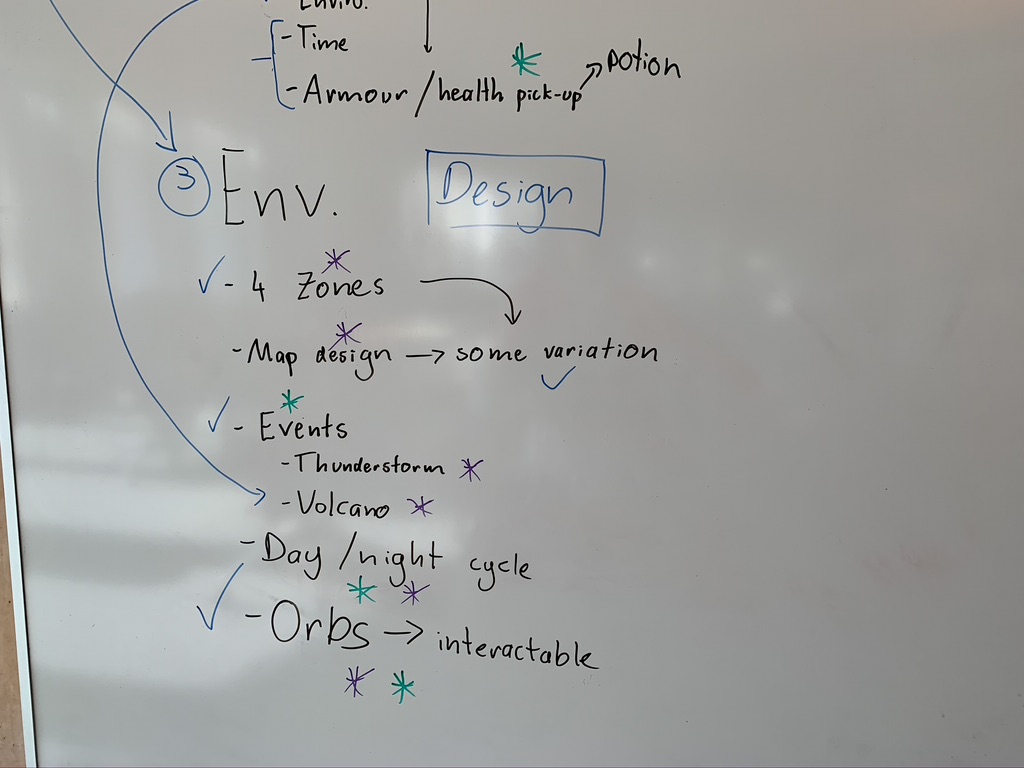 Enviro.
- Time
- Armour / health pick-up → potion
3 Env. Design
✓ - 4 Zones *
- Map design * → some variation ✓
✓ - Events *
- Thunderstorm *
- Volcano *
- Day / night cycle * *
✓ - Orbs → interactable
* *